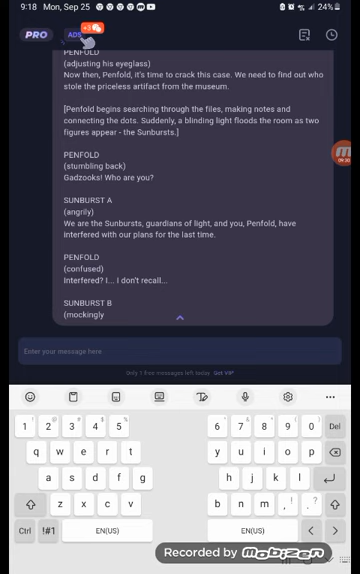 9:18 Mon, Sep 25
24%
PRO
ADS
+3
PENFOLD
(adjusting his eyeglass)
Now then, Penfold, it's time to crack this case. We need to find out who
stole the priceless artifact from the museum.
[Penfold begins searching through the files, making notes and
connecting the dots. Suddenly, a blinding light floods the room as two
figures appear - the Sunbursts.]
PENFOLD
(stumbling back)
Gadzooks! Who are you?
SUNBURST A
(angrily)
We are the Sunbursts, guardians of light, and you, Penfold, have
interfered with our plans for the last time.
PENFOLD
(confused)
Interfered? I... I don't recall...
SUNBURST B
(mockingly
Enter your message here
Only 1 free messages left today. Get VIP!
1 2 3 4 5 6 7 8 9 0 Del
q w e r t y u i o p
a s d f g h j k l
z x c v b n m , ! . ?
Ctrl !#1 EN(US) EN(US) < >
Recorded by mobizen